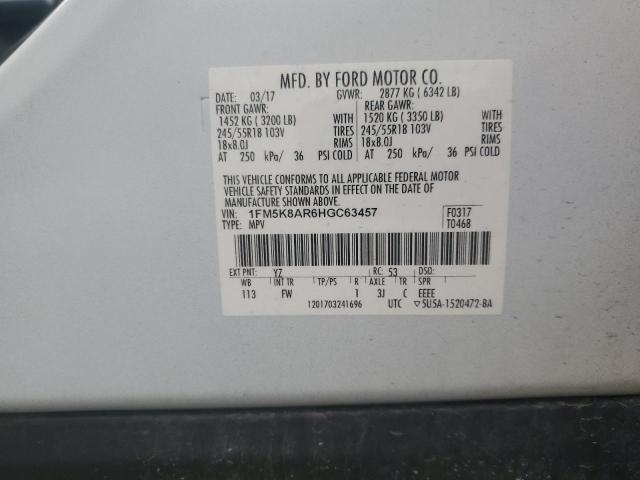 MFD. BY FORD MOTOR CO.
DATE: 03/17 GVWR: 2877 KG ( 6342 LB)
FRONT GAWR: REAR GAWR:
1452 KG ( 3200 LB) WITH 1520 KG ( 3350 LB) WITH
245/55R18 103V TIRES 245/55R18 103V TIRES
18x8.0J RIMS 18x8.0J RIMS
AT 250 kPa/ 36 PSI COLD AT 250 kPa/ 36 PSI COLD
THIS VEHICLE CONFORMS TO ALL APPLICABLE FEDERAL MOTOR
VEHICLE SAFETY STANDARDS IN EFFECT ON THE DATE OF
MANUFACTURE SHOWN ABOVE.
VIN: 1FM5K8AR6HGC63457 F0317
TYPE: MPV T0468
EXT PNT: YZ RC: 53 DSO:
WB INT TR TP/PS R AXLE TR SPR
113 FW 1 3J C EEEE
1201703241696 UTC ▽5U5A-1520472-BA